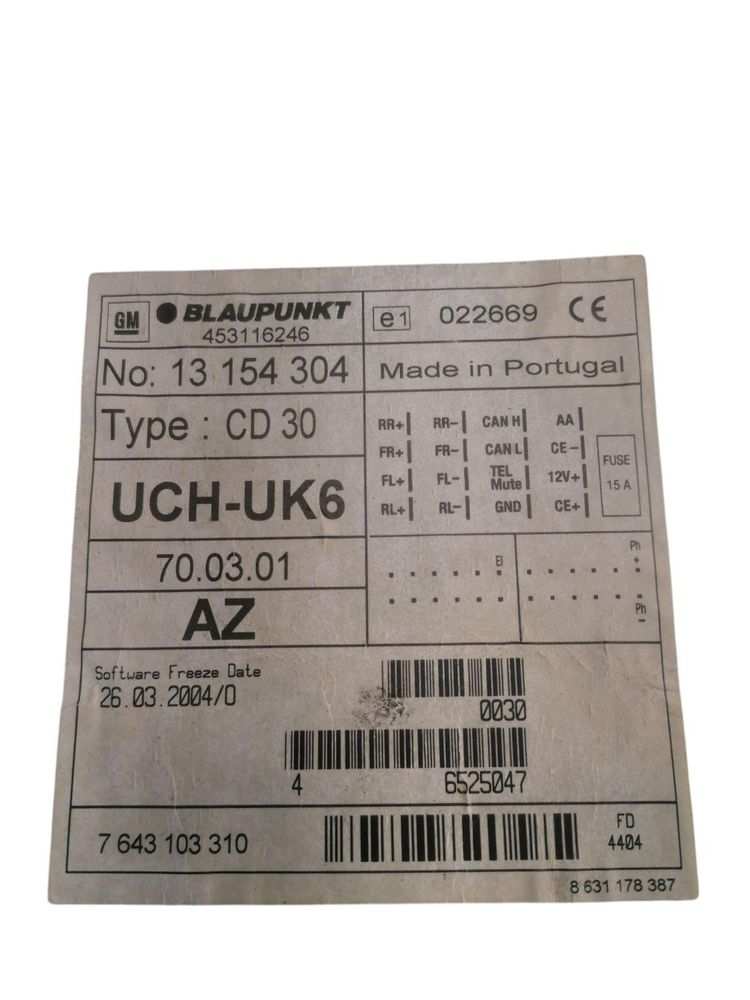 GM BLAUPUNKT
453116246
e1 022669 CE
No: 13 154 304
Made in Portugal
Type : CD 30
RR+ RR- CAN H AA
FR+ FR- CAN L CE-
FL+ FL- TEL Mute 12V+
RL+ RL- GND CE+
FUSE
15 A
UCH-UK6
70.03.01
El
Ph
+
Ph
-
AZ
Software Freeze Date
26.03.2004/0
0030
4 6525047
7 643 103 310
FD
4404
8 631 178 387